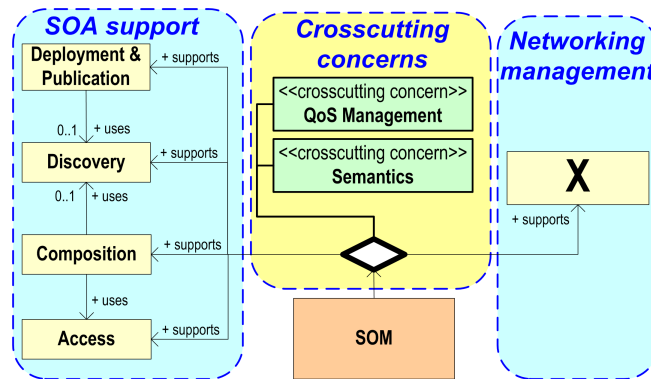 SOA support
Deployment &
Publication
+ supports
0..1
+ uses
Discovery
+ supports
0..1
+ uses
Composition
+ supports
+ uses
Access
+ supports
Crosscutting
concerns
<<crosscutting concern>>
QoS Management
<<crosscutting concern>>
Semantics
SOM
Networking
management
X
+ supports